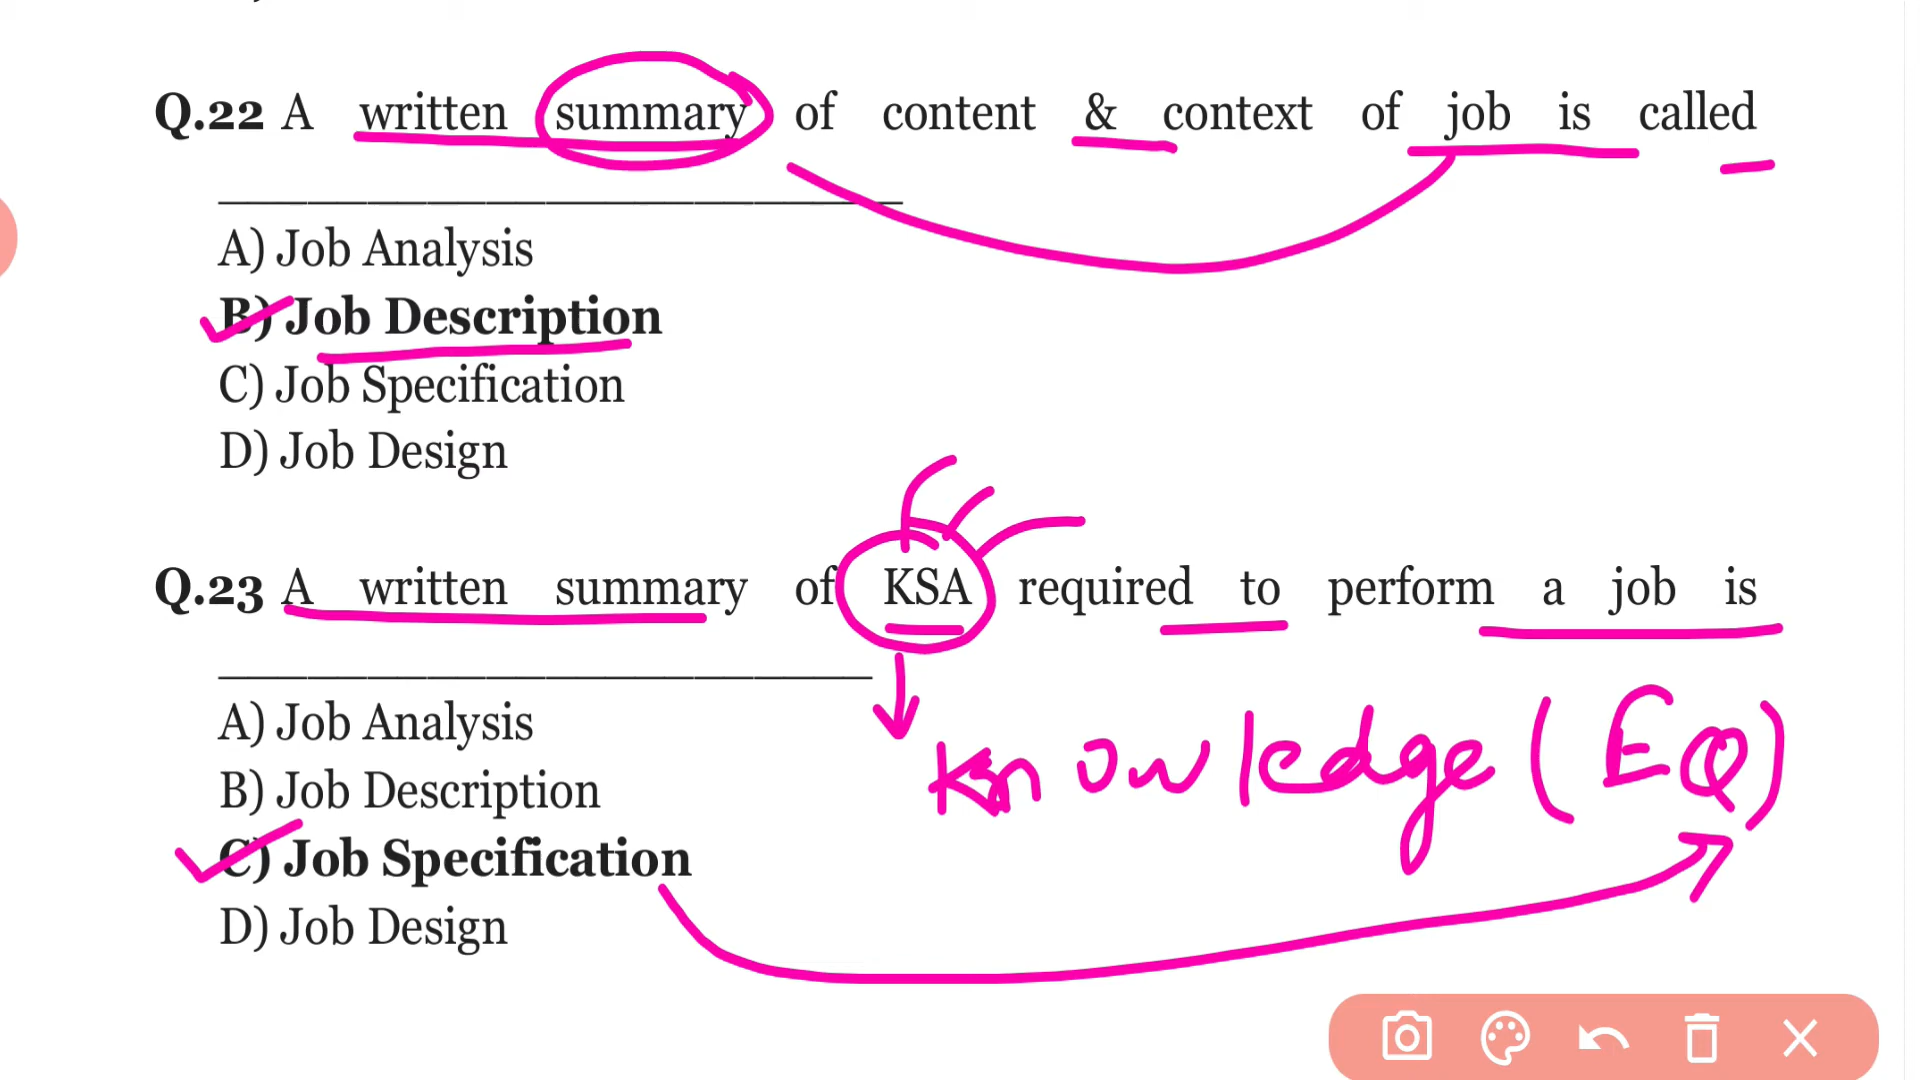 Q.22 A written summary of content & context of job is called
_______________________
A) Job Analysis
B) Job Description
C) Job Specification
D) Job Design
Q.23 A written summary of KSA required to perform a job is
______________________
Knowledge (EQ)
A) Job Analysis
B) Job Description
C) Job Specification
D) Job Design